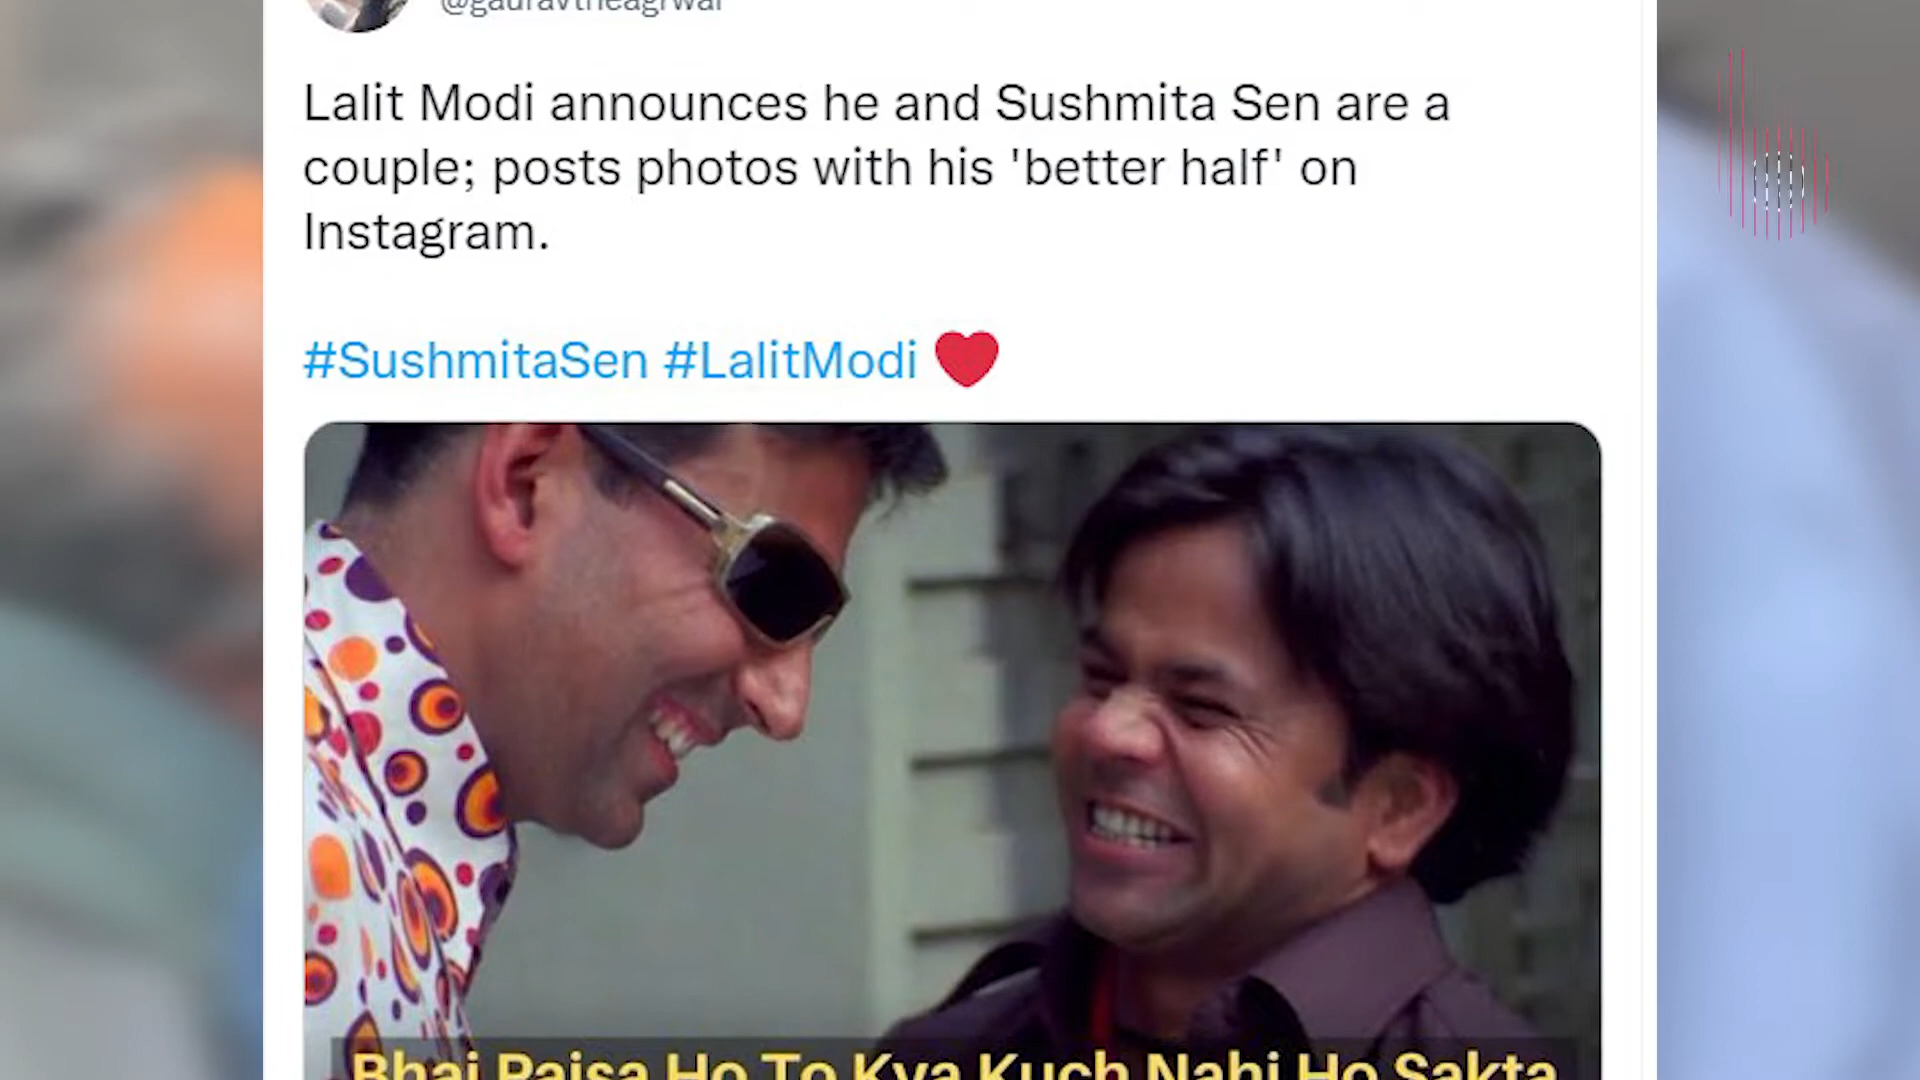 @gauravtheagrwal
Lalit Modi announces he and Sushmita Sen are a
couple; posts photos with his 'better half' on
Instagram.
#SushmitaSen #LalitModi ❤
Bhai Paisa Ho To Kya Kuch Nahi Ho Sakta